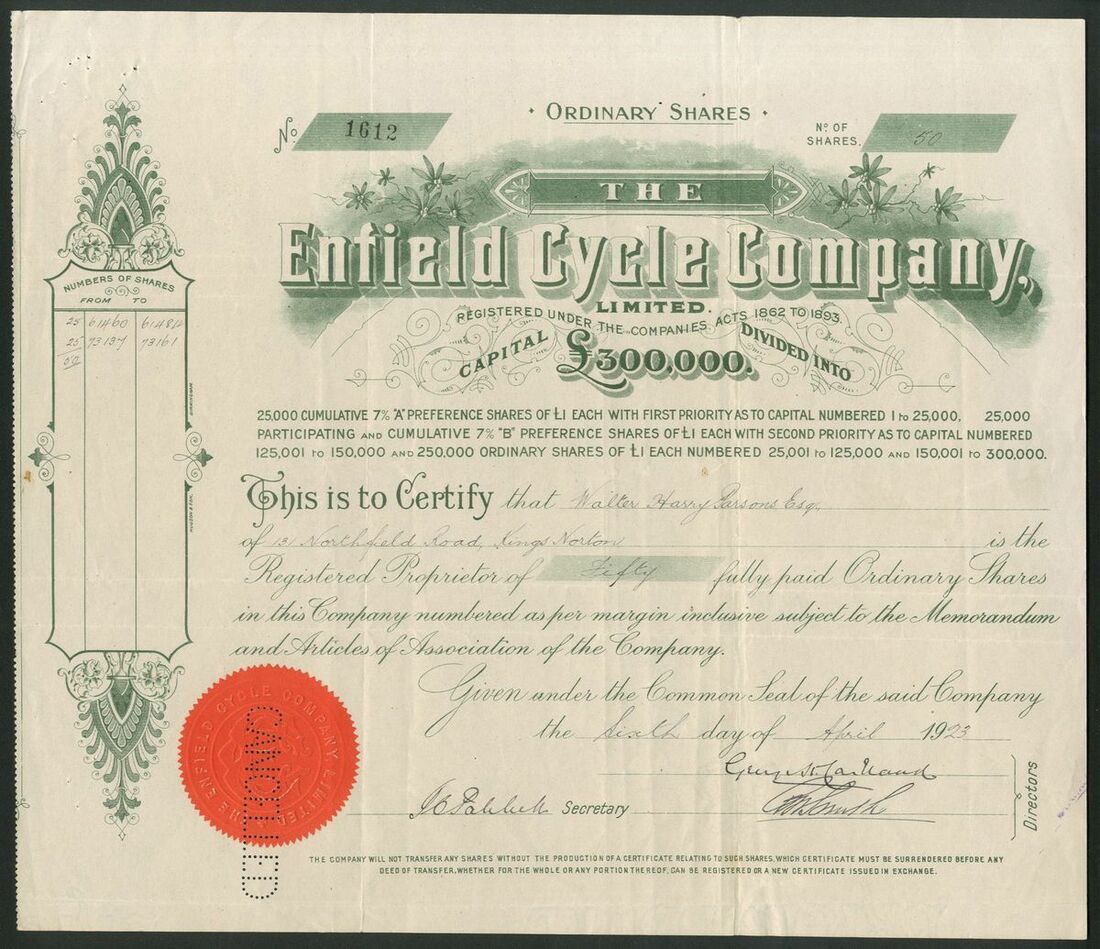 ORDINARY SHARES
No 1612
No OF SHARES. 50
THE
Enfield Cycle Company,
LIMITED.
REGISTERED UNDER THE COMPANIES ACTS 1862 TO 1893.
CAPITAL £300,000. DIVIDED INTO
25,000 CUMULATIVE 7% "A" PREFERENCE SHARES OF £1 EACH WITH FIRST PRIORITY AS TO CAPITAL NUMBERED 1 to 25,000, 25,000
PARTICIPATING AND CUMULATIVE 7% "B" PREFERENCE SHARES OF £1 EACH WITH SECOND PRIORITY AS TO CAPITAL NUMBERED
125,001 to 150,000 AND 250,000 ORDINARY SHARES OF £1 EACH NUMBERED 25,001 to 125,000 AND 150,001 to 300,000.
This is to Certify that Walter Harry Parsons Esq.
of 131 Northfield Road, Kings Norton is the
Registered Proprietor of Fifty fully paid Ordinary Shares
in this Company numbered as per margin inclusive subject to the Memorandum
and Articles of Association of the Company.
Given under the Common Seal of the said Company
the Sixth day of April 1923
Directors
Secretary
THE COMPANY WILL NOT TRANSFER ANY SHARES WITHOUT THE PRODUCTION OF A CERTIFICATE RELATING TO SUCH SHARES, WHICH CERTIFICATE MUST BE SURRENDERED BEFORE ANY
DEED OF TRANSFER, WHETHER FOR THE WHOLE OR ANY PORTION THEREOF, CAN BE REGISTERED OR A NEW CERTIFICATE ISSUED IN EXCHANGE.
NUMBERS OF SHARES
FROM TO
25 61460 61484
25 73137 73161
50
HUDSON & SON, BIRMINGHAM
THE ENFIELD CYCLE COMPANY, LIMITED
CANCELLED